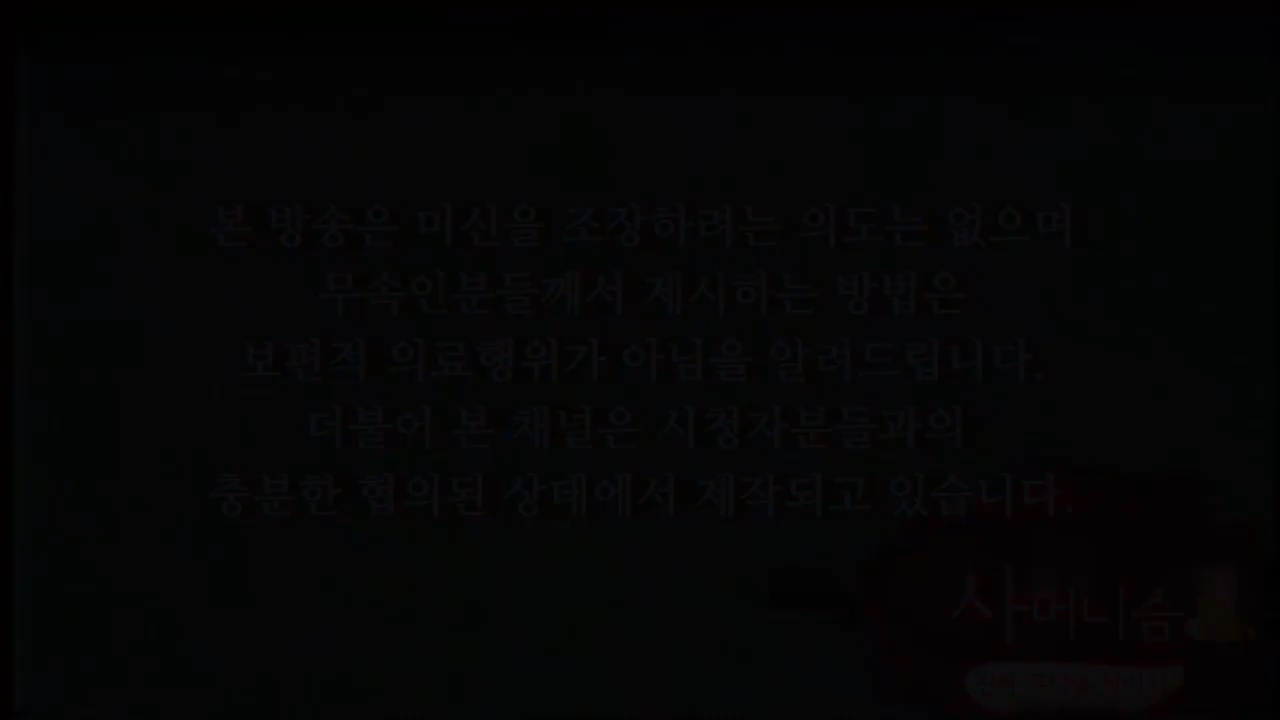 본 방송은 미신을 조장하려는 의도는 없으며
무속인분들께서 제시하는 방법은
보편적 의료행위가 아님을 알려드립니다.
더불어 본 채널은 시청자분들과의
충분한 협의된 상태에서 제작되고 있습니다.
샤머니즘